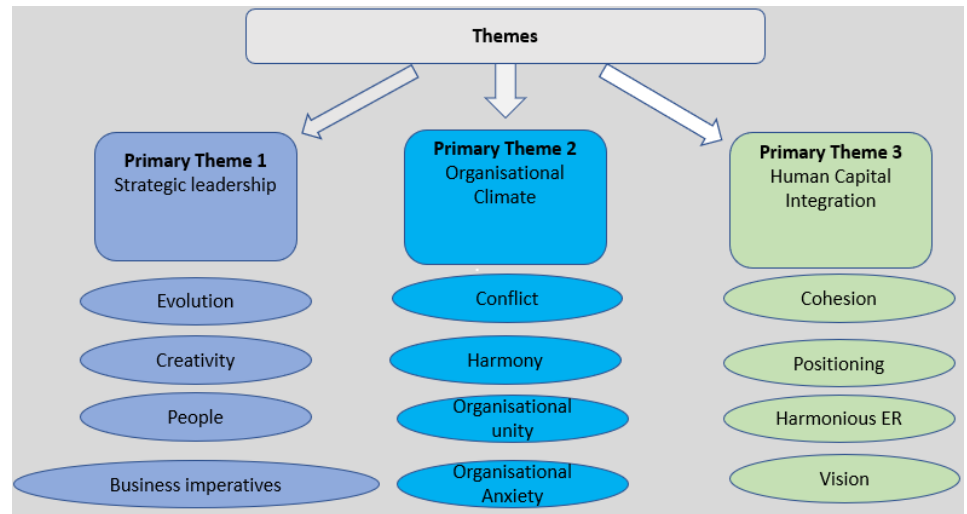 Themes
Primary Theme 1
Strategic leadership
Primary Theme 2
Organisational
Climate
Primary Theme 3
Human Capital
Integration
Evolution
Conflict
Cohesion
Creativity
Harmony
Positioning
People
Organisational
unity
Harmonious ER
Business imperatives
Organisational
Anxiety
Vision